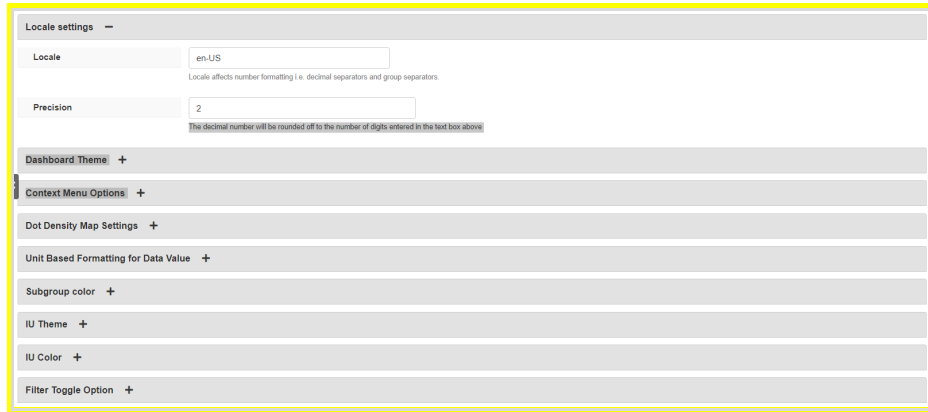 Locale settings −
Locale
en-US
Locale affects number formatting i.e. decimal separators and group separators.
Precision
2
The decimal number will be rounded off to the number of digits entered in the text box above
Dashboard Theme +
Context Menu Options +
Dot Density Map Settings +
Unit Based Formatting for Data Value +
Subgroup color +
IU Theme +
IU Color +
Filter Toggle Option +